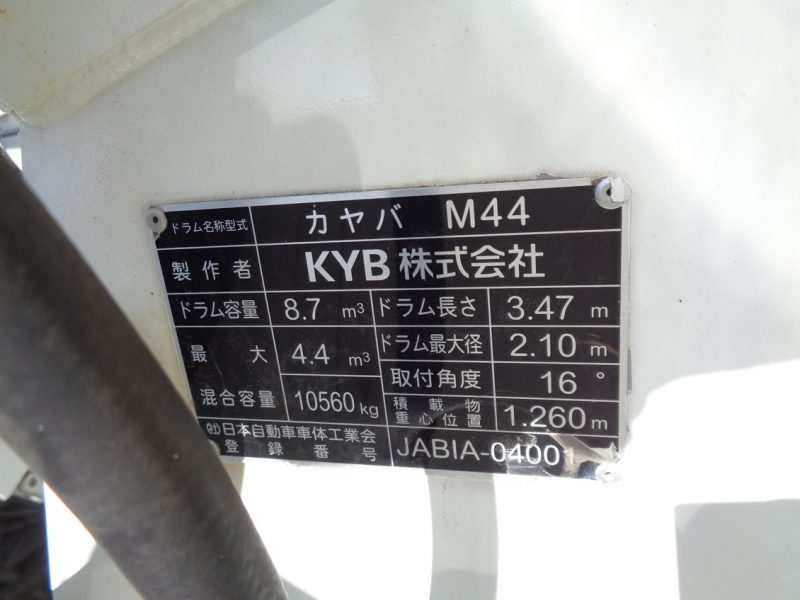 ドラム名称型式 カヤバ M44
製作者 KYB 株式会社
ドラム容量 8.7 m³ ドラム長さ 3.47 m
最大 4.4 m³ ドラム最大径 2.10 m
取付角度 16 °
混合容量 10560 kg 積載物
重心位置 1.260 m
㈳日本自動車車体工業会
登録番号 JABIA-0400